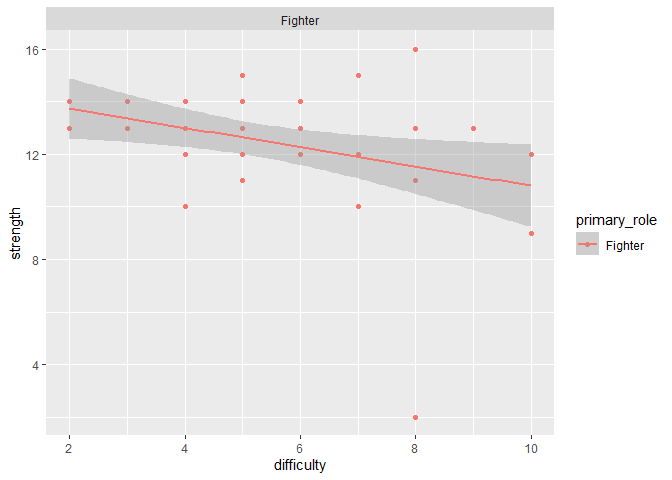 Fighter
16
12
8
4
strength
2 4 6 8 10
difficulty
primary_role
Fighter